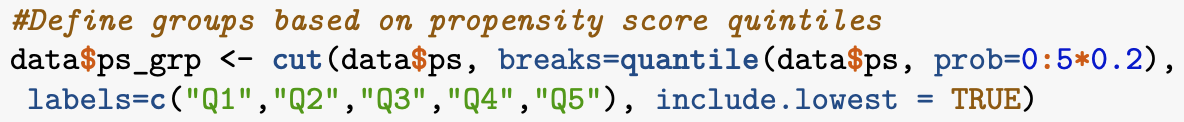 #Define groups based on propensity score quintiles
data$ps_grp <- cut(data$ps, breaks=quantile(data$ps, prob=0:5*0.2),
 labels=c("Q1","Q2","Q3","Q4","Q5"), include.lowest = TRUE)